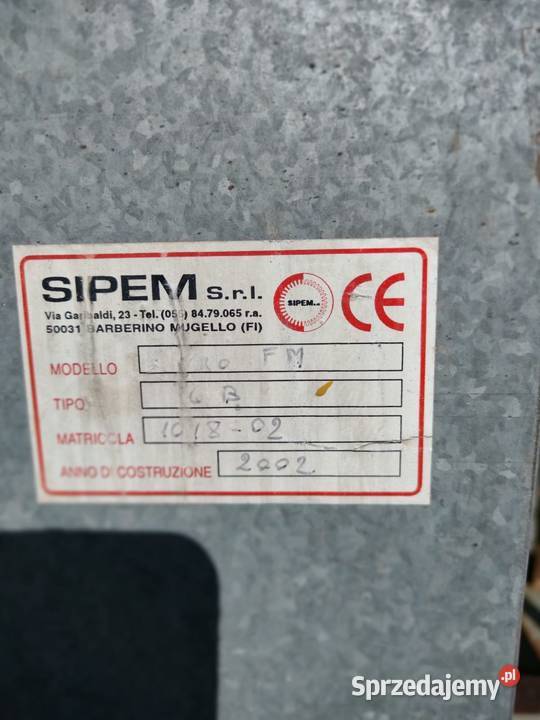 SIPEM S.r.l.
Via Garibaldi, 23 - Tel. (055) 84.79.065 r.a.
50031 BARBERINO MUGELLO (FI)
SIPEM s.r.l.
CE
MODELLO FM
TIPO B
MATRICOLA 1018-02
ANNO DI COSTRUZIONE 2002
Sprzedajemy.pl